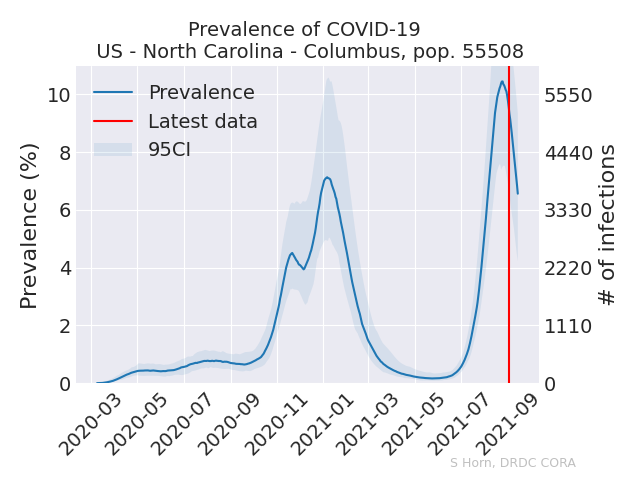 Prevalence of COVID-19
US - North Carolina - Columbus, pop. 55508
Prevalence
Latest data
95CI
Prevalence (%)
10
8
6
4
2
0
5550
4440
3330
2220
1110
0
# of infections
2020-03
2020-05
2020-07
2020-09
2020-11
2021-01
2021-03
2021-05
2021-07
2021-09
S Horn, DRDC CORA